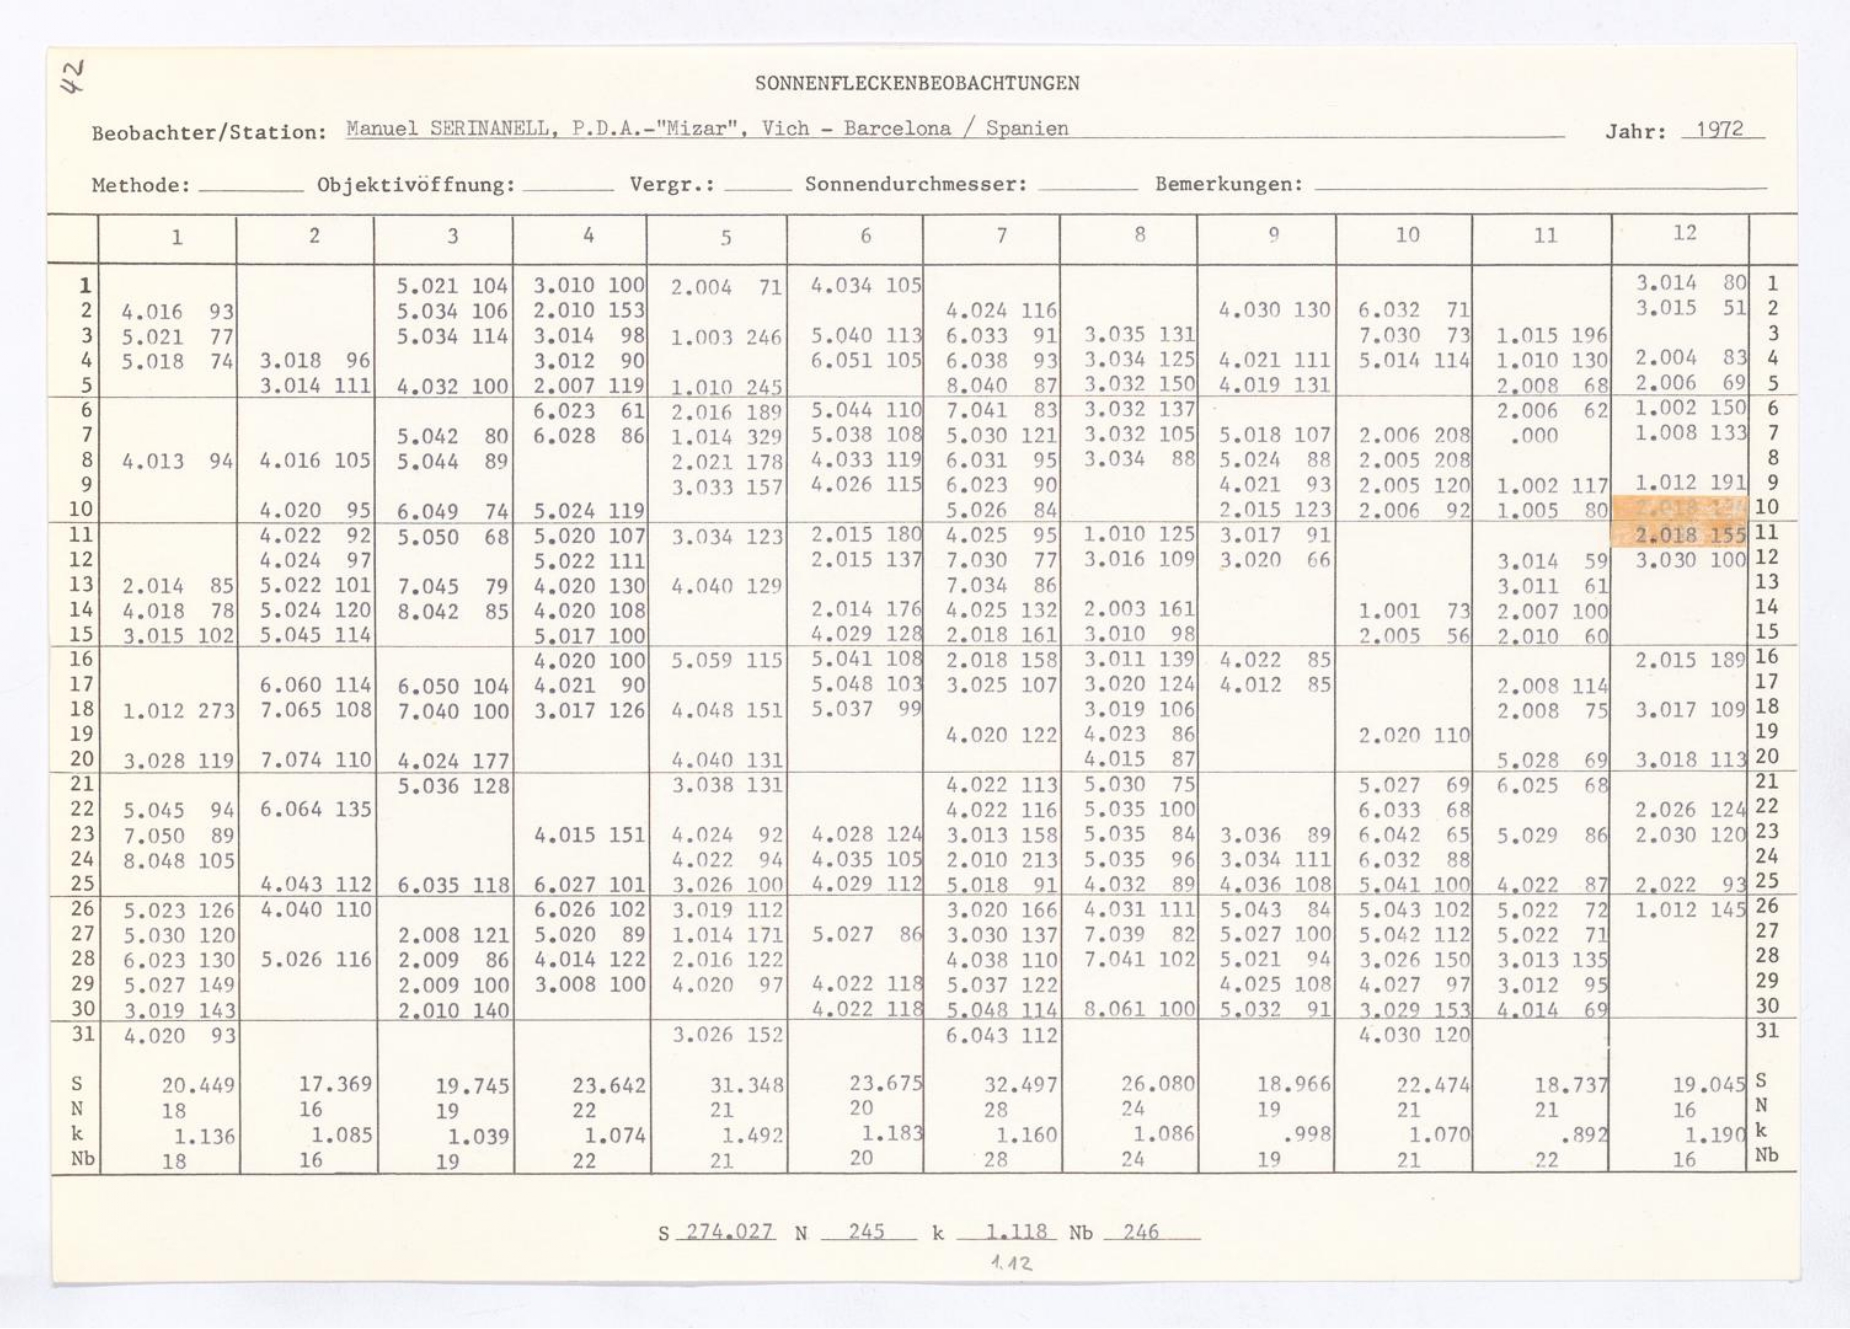 42
SONNENFLECKENBEOBACHTUNGEN
Beobachter/Station: Manuel SERINANELL, P.D.A.-"Mizar", Vich - Barcelona / Spanien Jahr: 1972
Methode: Objektivöffnung: Vergr.: Sonnendurchmesser: Bemerkungen:
1 2 3 4 5 6 7 8 9 10 11 12
1 5.021 104 3.010 100 2.004 71 4.034 105 3.014 80 1
2 4.016 93 5.034 106 2.010 153 4.024 116 4.030 130 6.032 71 3.015 51 2
3 5.021 77 5.034 114 3.014 98 1.003 246 5.040 113 6.033 91 3.035 131 7.030 73 1.015 196 3
4 5.018 74 3.018 96 3.012 90 6.051 105 6.038 93 3.034 125 4.021 111 5.014 114 1.010 130 2.004 83 4
5 3.014 111 4.032 100 2.007 119 1.010 245 8.040 87 3.032 150 4.019 131 2.008 68 2.006 69 5
6 6.023 61 2.016 189 5.044 110 7.041 83 3.032 137 2.006 62 1.002 150 6
7 5.042 80 6.028 86 1.014 329 5.038 108 5.030 121 3.032 105 5.018 107 2.006 208 .000 1.008 133 7
8 4.013 94 4.016 105 5.044 89 2.021 178 4.033 119 6.031 95 3.034 88 5.024 88 2.005 208 8
9 3.033 157 4.026 115 6.023 90 4.021 93 2.005 120 1.002 117 1.012 191 9
10 4.020 95 6.049 74 5.024 119 5.026 84 2.015 123 2.006 92 1.005 80 2.018 10
11 4.022 92 5.050 68 5.020 107 3.034 123 2.015 180 4.025 95 1.010 125 3.017 91 2.018 155 11
12 4.024 97 5.022 111 2.015 137 7.030 77 3.016 109 3.020 66 3.014 59 3.030 100 12
13 2.014 85 5.022 101 7.045 79 4.020 130 4.040 129 7.034 86 3.011 61 13
14 4.018 78 5.024 120 8.042 85 4.020 108 2.014 176 4.025 132 2.003 161 1.001 73 2.007 100 14
15 3.015 102 5.045 114 5.017 100 4.029 128 2.018 161 3.010 98 2.005 56 2.010 60 15
16 4.020 100 5.059 115 5.041 108 2.018 158 3.011 139 4.022 85 2.015 189 16
17 6.060 114 6.050 104 4.021 90 5.048 103 3.025 107 3.020 124 4.012 85 2.008 114 17
18 1.012 273 7.065 108 7.040 100 3.017 126 4.048 151 5.037 99 3.019 106 2.008 75 3.017 109 18
19 4.020 122 4.023 86 2.020 110 19
20 3.028 119 7.074 110 4.024 177 4.040 131 4.015 87 5.028 69 3.018 113 20
21 5.036 128 3.038 131 4.022 113 5.030 75 5.027 69 6.025 68 21
22 5.045 94 6.064 135 4.022 116 5.035 100 6.033 68 2.026 124 22
23 7.050 89 4.015 151 4.024 92 4.028 124 3.013 158 5.035 84 3.036 89 6.042 65 5.029 86 2.030 120 23
24 8.048 105 4.022 94 4.035 105 2.010 213 5.035 96 3.034 111 6.032 88 24
25 4.043 112 6.035 118 6.027 101 3.026 100 4.029 112 5.018 91 4.032 89 4.036 108 5.041 100 4.022 87 2.022 93 25
26 5.023 126 4.040 110 6.026 102 3.019 112 3.020 166 4.031 111 5.043 84 5.043 102 5.022 72 1.012 145 26
27 5.030 120 2.008 121 5.020 89 1.014 171 5.027 86 3.030 137 7.039 82 5.027 100 5.042 112 5.022 71 27
28 6.023 130 5.026 116 2.009 86 4.014 122 2.016 122 4.038 110 7.041 102 5.021 94 3.026 150 3.013 135 28
29 5.027 149 2.009 100 3.008 100 4.020 97 4.022 118 5.037 122 4.025 108 4.027 97 3.012 95 29
30 3.019 143 2.010 140 4.022 118 5.048 114 8.061 100 5.032 91 3.029 153 4.014 69 30
31 4.020 93 3.026 152 6.043 112 4.030 120 31
S 20.449 17.369 19.745 23.642 31.348 23.675 32.497 26.080 18.966 22.474 18.737 19.045 S
N 18 16 19 22 21 20 28 24 19 21 21 16 N
k 1.136 1.085 1.039 1.074 1.492 1.183 1.160 1.086 .998 1.070 .892 1.190 k
Nb 18 16 19 22 21 20 28 24 19 21 22 16 Nb
S 274.027 N 245 k 1.118 Nb 246
1.12